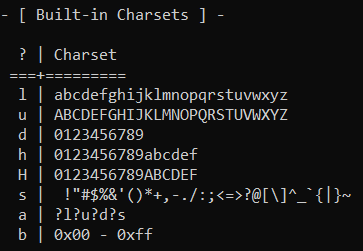 - [ Built-in Charsets ] -
? | Charset
===+=========
l | abcdefghijklmnopqrstuvwxyz
u | ABCDEFGHIJKLMNOPQRSTUVWXYZ
d | 0123456789
h | 0123456789abcdef
H | 0123456789ABCDEF
s |  !"#$%&'()*+,-./:;<=>?@[\]^_`{|}~
a | ?l?u?d?s
b | 0x00 - 0xff